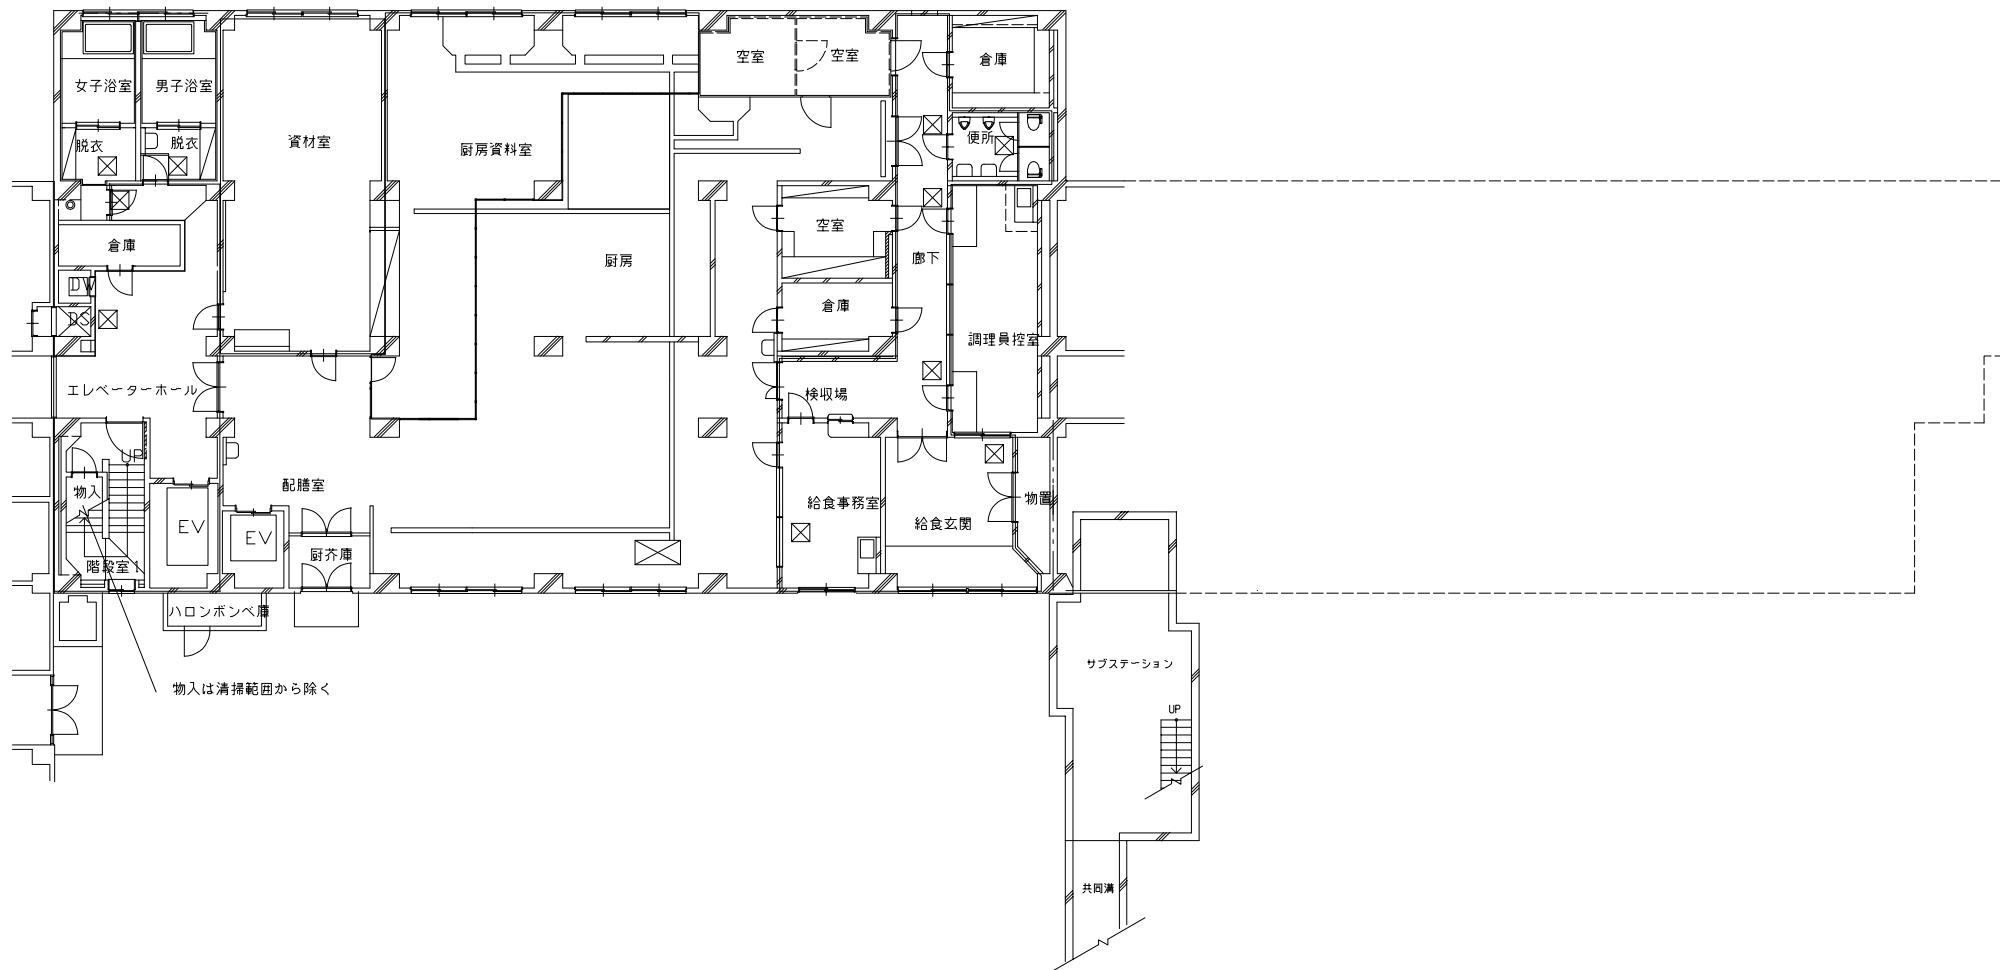 空室
空室
倉庫
女子浴室
男子浴室
資材室
便所
脱衣
脱衣
厨房資料室
空室
倉庫
厨房
廊下
DW
倉庫
DS
調理員控室
エレベーターホール
検収場
UP
配膳室
物入
給食事務室
物置
EV
給食玄関
EV
厨芥庫
階段室1
ハロンボンベ庫
サブステーション
物入は清掃範囲から除く
UP
共同溝